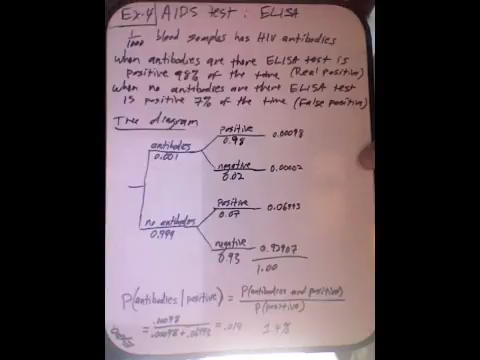 Ex.4 AIDS test: ELISA
1/1000 blood samples has HIV antibodies
when antibodies are there ELISA test is
positive 98% of the time (Real positive)
when no antibodies are there ELISA test
is positive 7% of the time (False positive)
Tree diagram
positive
0.98
0.00098
antibodies
0.001
negative
0.02
0.00002
positive
0.07
0.06993
no antibodies
0.999
negative
0.93
0.92907
1.00
P(antibodies | positive) = P(antibodies and positive) / P(positive)
= .00098 / .00098 + .06993 = .014 1.4%